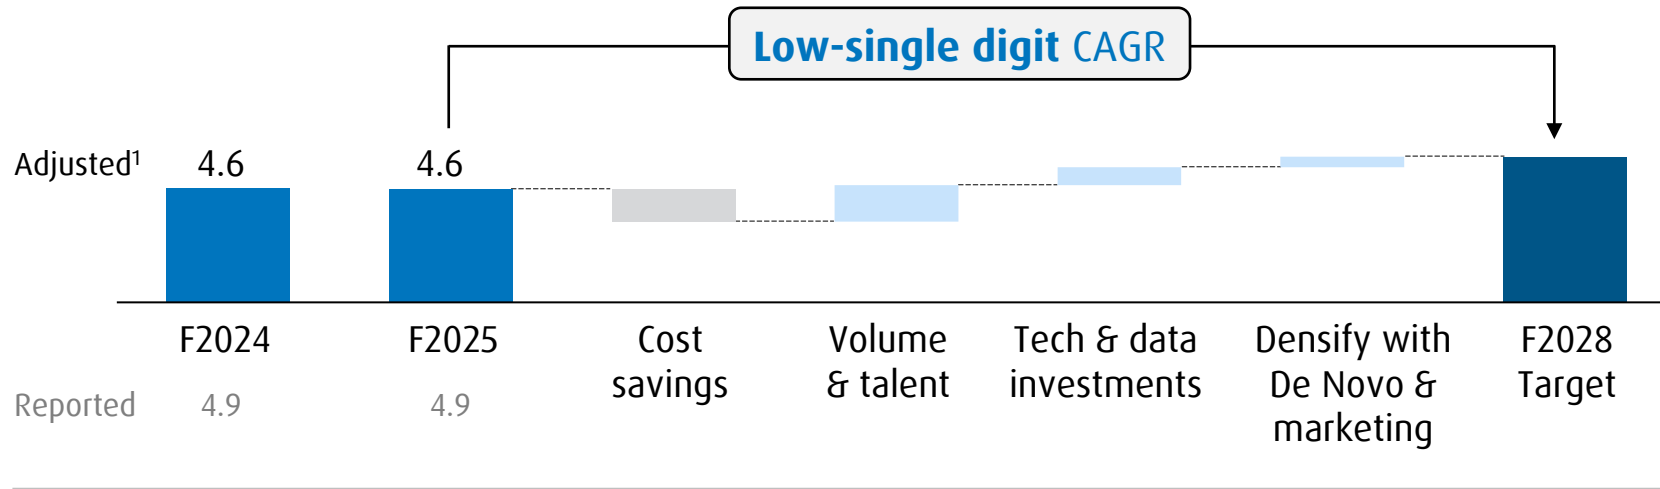 Low-single digit CAGR
Adjusted¹ 4.6 4.6
F2024 F2025 Cost savings Volume & talent Tech & data investments Densify with De Novo & marketing F2028 Target
Reported 4.9 4.9